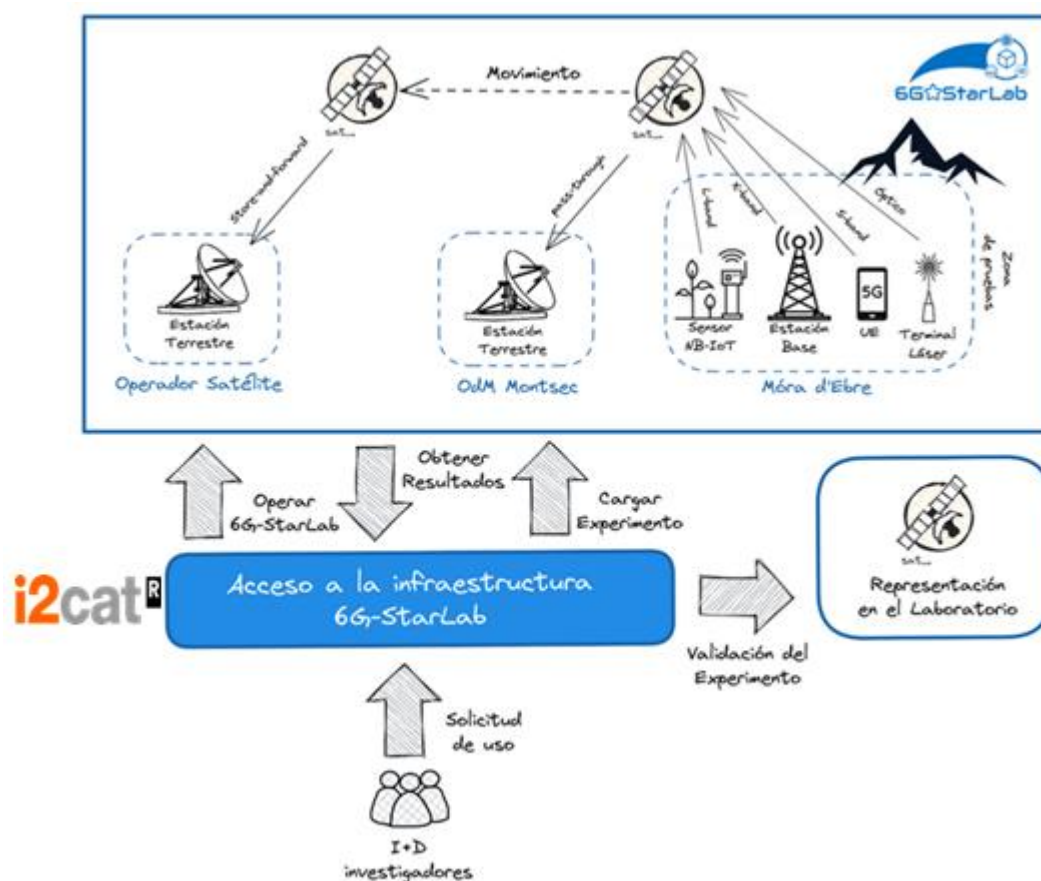 6G☆StarLab
Movimiento
sat
sat
store-and-forward
pass-through
L-band
X-band
S-band
Óptico
Zona
de pruebas
5G
Estación
Terrestre
Estación
Terrestre
Sensor
NB-IoT
Estación
Base
UE
Terminal
Láser
Operador Satélite
OdM Montsec
Móra d'Ebre
Operar
6G-StarLab
Obtener
Resultados
Cargar
Experimento
sat
Representación
en el Laboratorio
i2cat R
Acceso a la infraestructura
6G-StarLab
Validación del
Experimento
Solicitud
de uso
I+D
investigadores